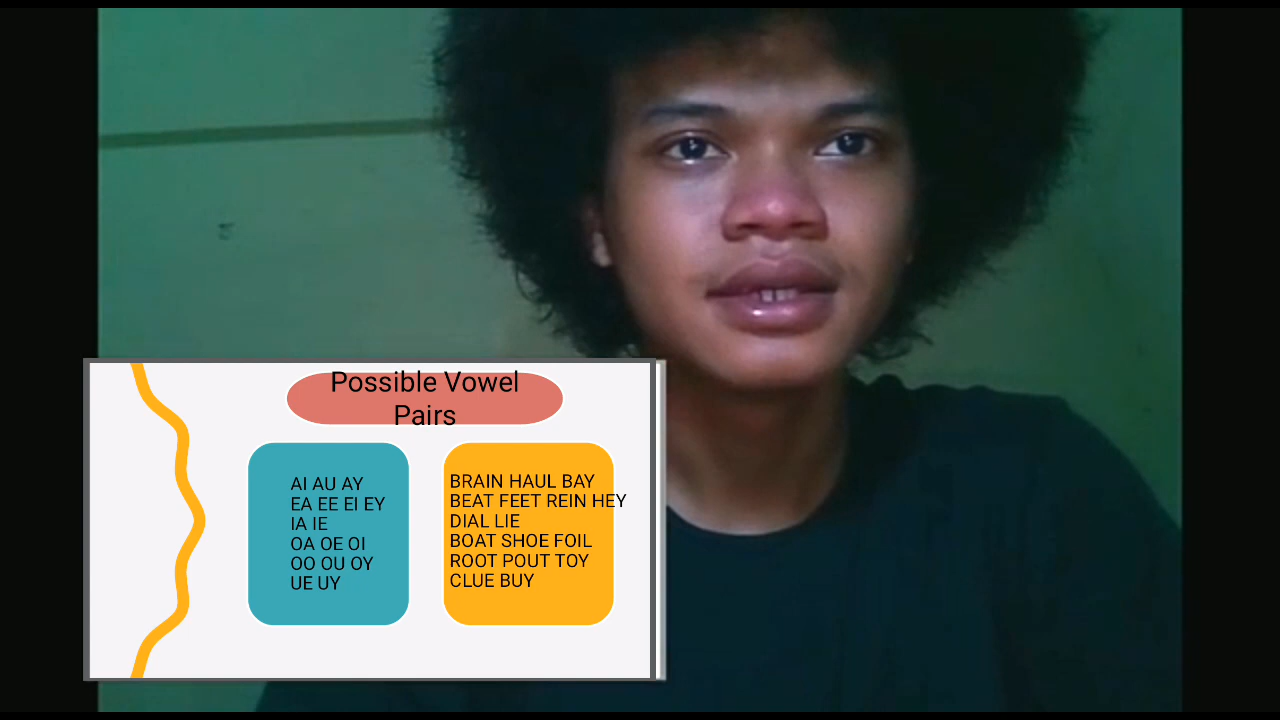 Possible Vowel
Pairs
AI AU AY
EA EE EI EY
IA IE
OA OE OI
OO OU OY
UE UY
BRAIN HAUL BAY
BEAT FEET REIN HEY
DIAL LIE
BOAT SHOE FOIL
ROOT POUT TOY
CLUE BUY